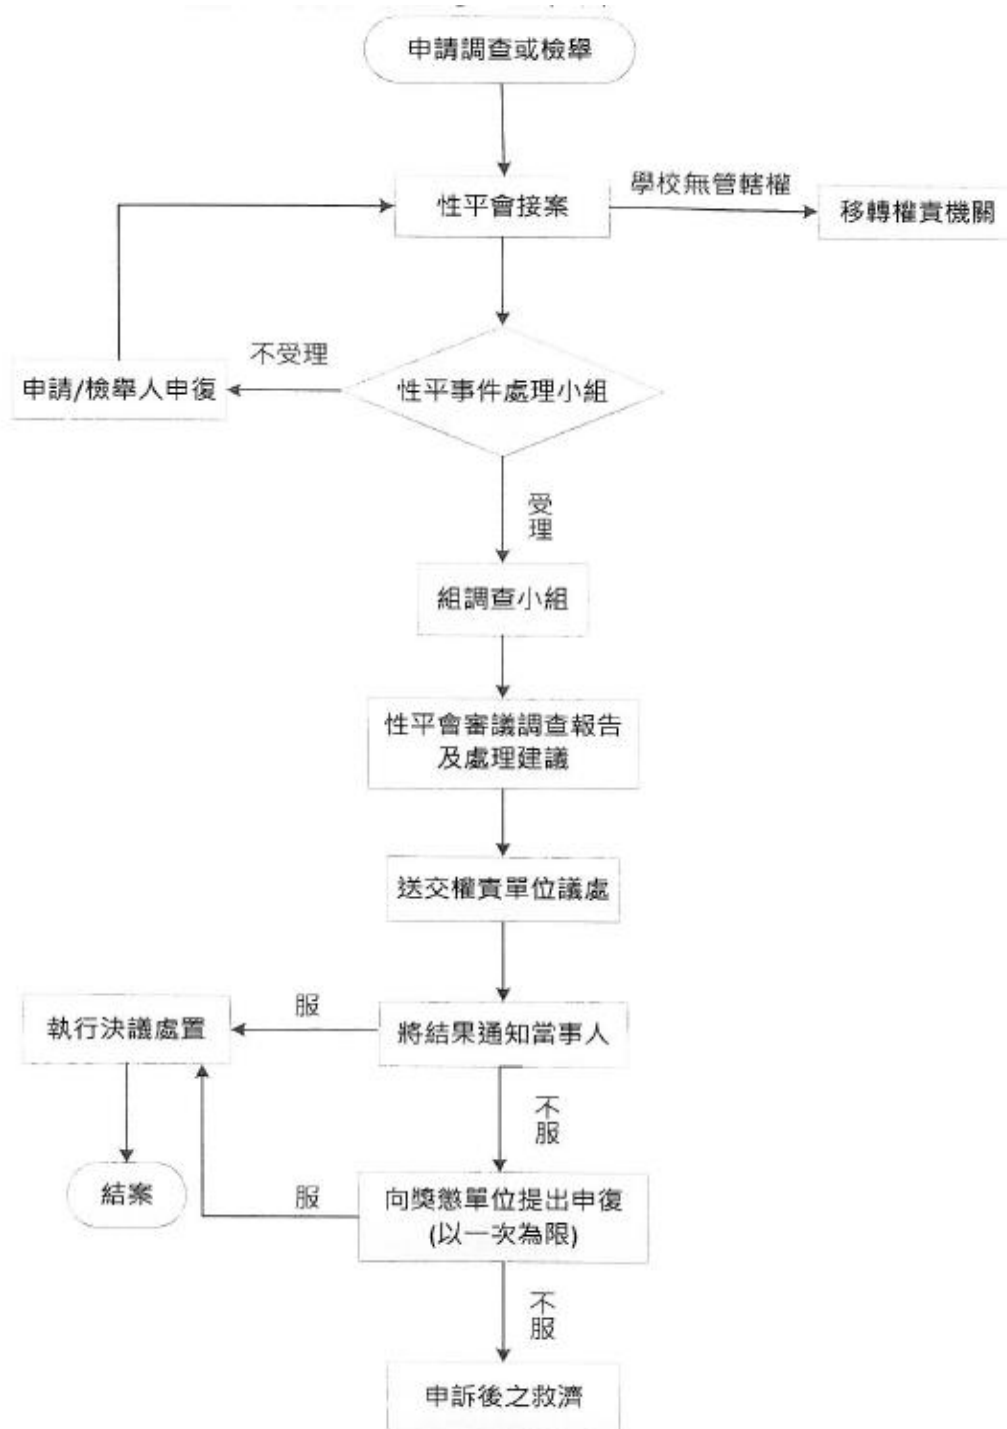 申請調查或檢舉
性平會接案
學校無管轄權
移轉權責機關
不受理
申請/檢舉人申復
性平事件處理小組
受
理
組調查小組
性平會審議調查報告
及處理建議
送交權責單位議處
服
執行決議處置
將結果通知當事人
不
服
結案
服
向獎懲單位提出申復
(以一次為限)
不
服
申訴後之救濟